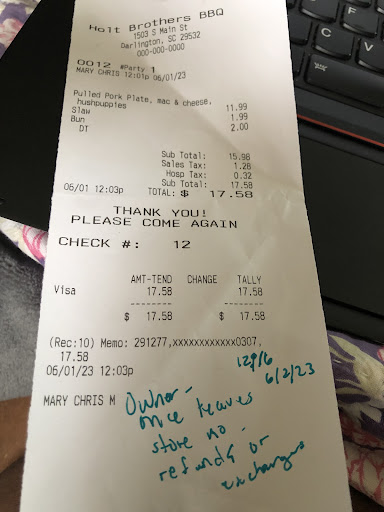 Holt Brothers BBQ
1503 S Main St
Darlington, SC 29532
000-000-0000
0012 #Party 1
MARY CHRIS 12:01p 06/01/23
Pulled Pork Plate, mac & cheese,
hushpuppies 11.99
Slaw 1.99
Bun 2.00
DT
Sub Total: 15.98
Sales Tax: 1.28
Hosp Tax: 0.32
Sub Total: 17.58
06/01 12:03p TOTAL: $ 17.58
THANK YOU!
PLEASE COME AGAIN
CHECK #: 12
AMT-TEND CHANGE TALLY
Visa 17.58 17.58
---------- ----------
$ 17.58 $ 17.58
(Rec:10) Memo: 291277,xxxxxxxxxxxx0307,
17.58
06/01/23 12:03p
6/2/23
MARY CHRIS M
Owner -
once leaves
store no -
refunds or
exchanges